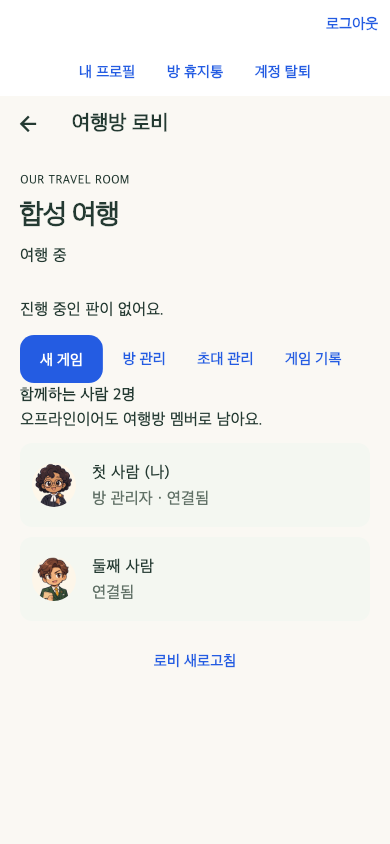 로그아웃
내 프로필 방 휴지통 계정 탈퇴
여행방 로비
OUR TRAVEL ROOM
합성 여행
여행 중
진행 중인 판이 없어요.
새 게임 방 관리 초대 관리 게임 기록
함께하는 사람 2명
오프라인이어도 여행방 멤버로 남아요.
첫 사람 (나)
방 관리자 · 연결됨
둘째 사람
연결됨
로비 새로고침